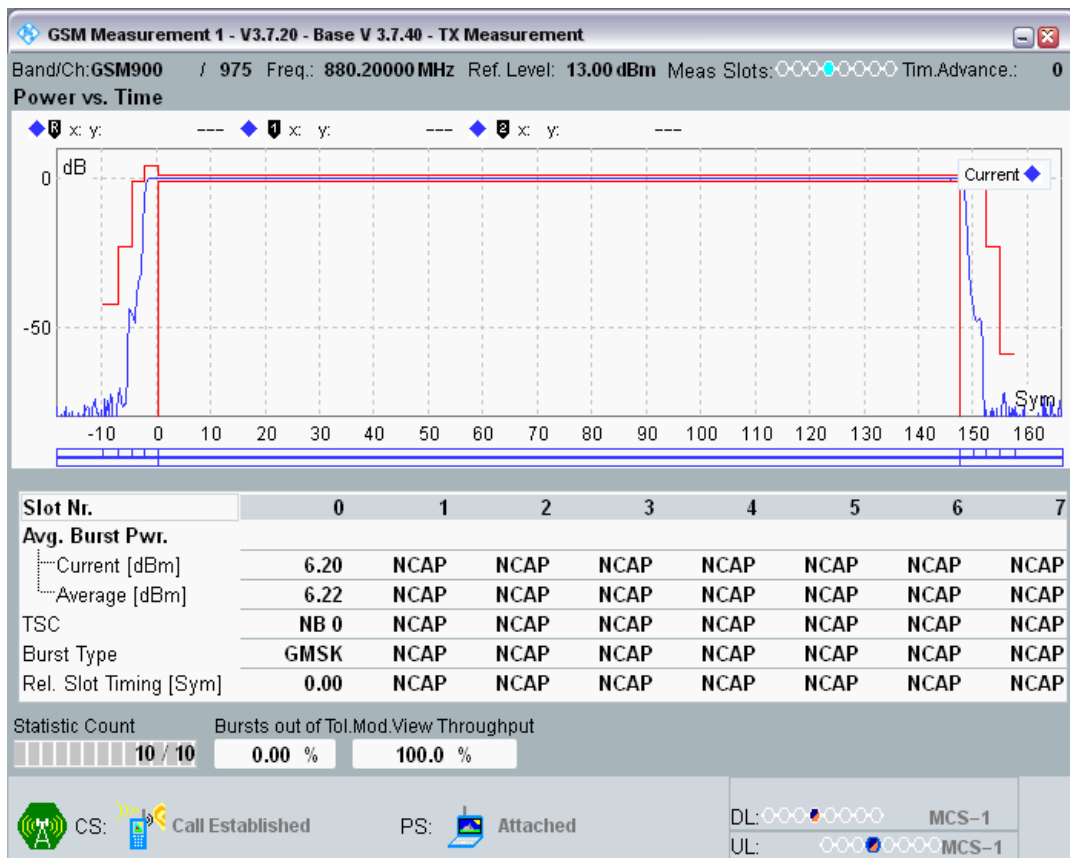 GSM Measurement 1 - V3.7.20 - Base V 3.7.40 - TX Measurement
Band/Ch:GSM900 / 975 Freq.: 880.20000 MHz Ref. Level: 13.00 dBm Meas Slots: Tim.Advance.: 0
Power vs. Time
R x: y: --- 1 x: y: --- 2 x: y: ---
dB
Current
0
-50
Sym
-10 0 10 20 30 40 50 60 70 80 90 100 110 120 130 140 150 160
Slot Nr. 0 1 2 3 4 5 6 7
Avg. Burst Pwr.
Current [dBm] 6.20 NCAP NCAP NCAP NCAP NCAP NCAP NCAP
Average [dBm] 6.22 NCAP NCAP NCAP NCAP NCAP NCAP NCAP
TSC NB 0 NCAP NCAP NCAP NCAP NCAP NCAP NCAP
Burst Type GMSK NCAP NCAP NCAP NCAP NCAP NCAP NCAP
Rel. Slot Timing [Sym] 0.00 NCAP NCAP NCAP NCAP NCAP NCAP NCAP
Statistic Count Bursts out of Tol.Mod.View Throughput
10 / 10 0.00 % 100.0 %
CS: Call Established PS: Attached
DL: MCS-1
UL: MCS-1